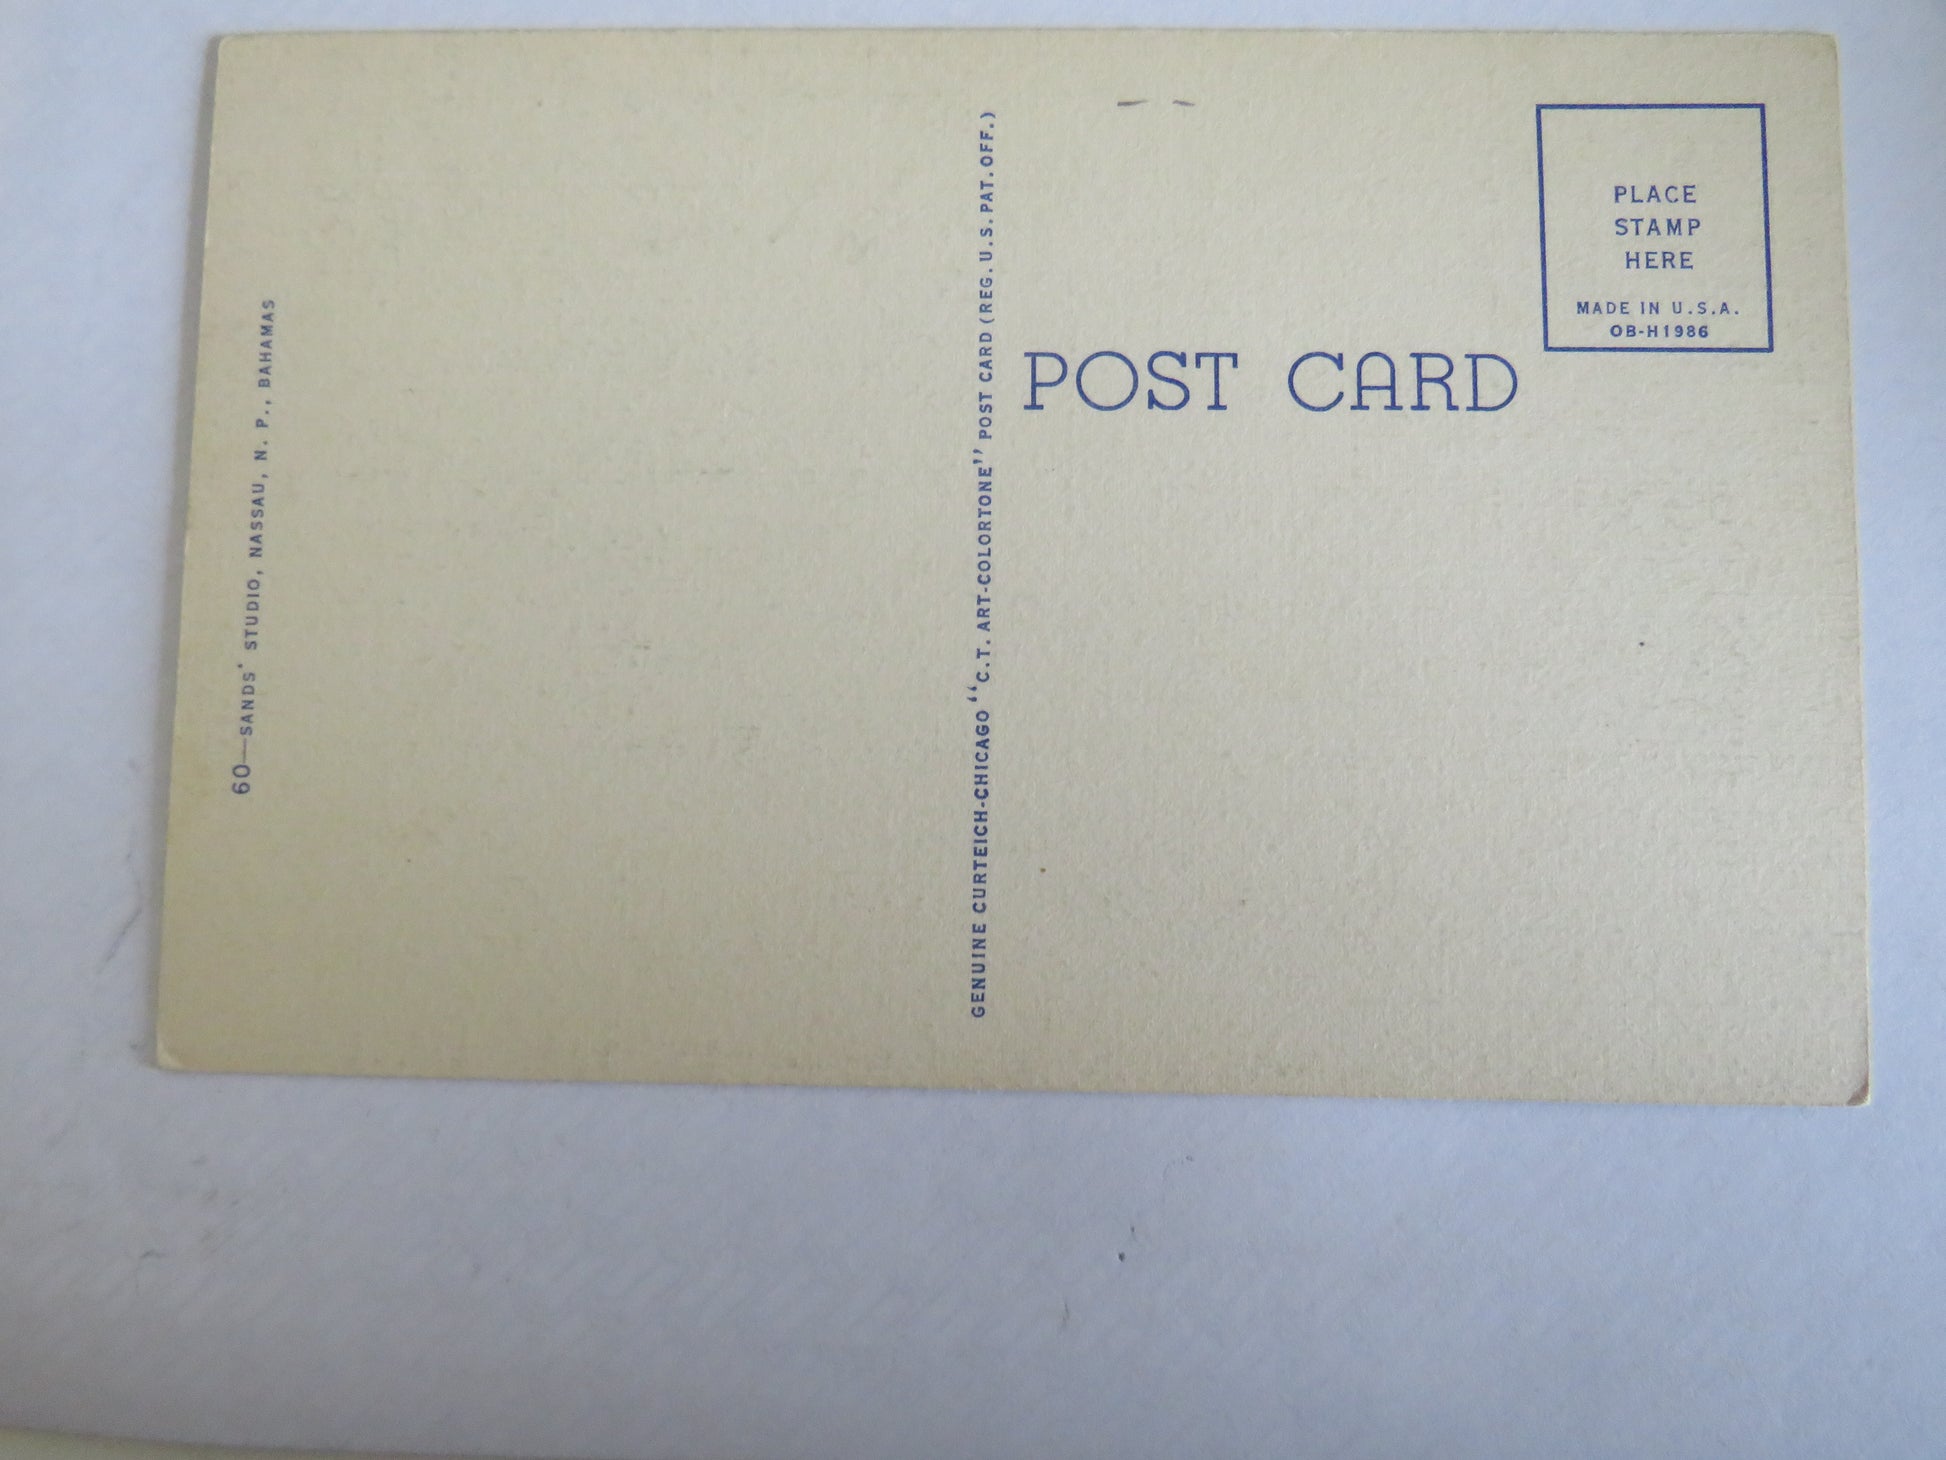 60—SANDS' STUDIO, NASSAU, N. P., BAHAMAS
GENUINE CURTEICH-CHICAGO "C.T. ART-COLORTONE" POST CARD (REG. U.S. PAT. OFF.)
POST CARD
PLACE
STAMP
HERE
MADE IN U.S.A.
OB-H1986